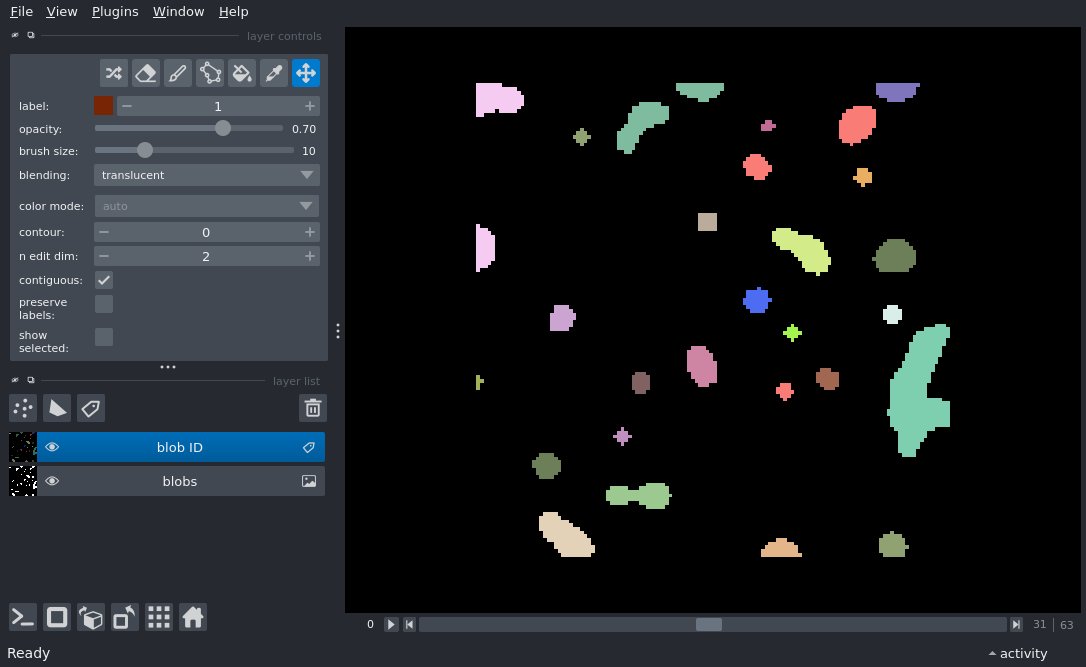 File View Plugins Window Help
layer controls
label: 1
opacity: 0.70
brush size: 10
blending: translucent
color mode: auto
contour: 0
n edit dim: 2
contiguous:
preserve
labels:
show
selected:
layer list
blob ID
blobs
0 31 63
Ready activity